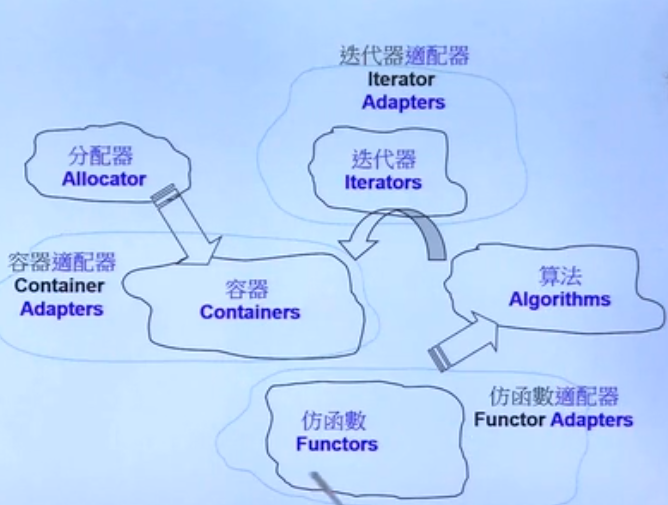 迭代器適配器
Iterator
Adapters
分配器
Allocator
迭代器
Iterators
容器適配器
Container
Adapters
容器
Containers
算法
Algorithms
仿函數
Functors
仿函數適配器
Functor Adapters